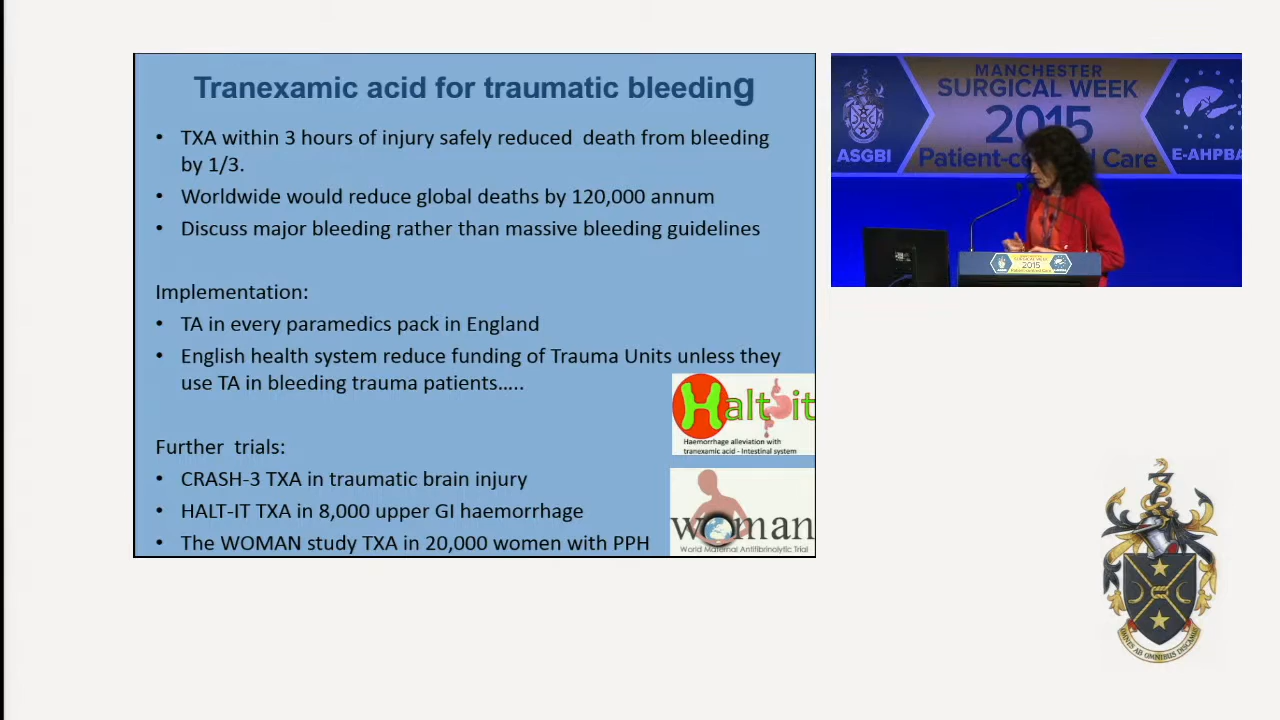 Tranexamic acid for traumatic bleeding
• TXA within 3 hours of injury safely reduced death from bleeding
by 1/3.
• Worldwide would reduce global deaths by 120,000 annum
• Discuss major bleeding rather than massive bleeding guidelines
Implementation:
• TA in every paramedics pack in England
• English health system reduce funding of Trauma Units unless they
use TA in bleeding trauma patients.....
Further trials:
• CRASH-3 TXA in traumatic brain injury
• HALT-IT TXA in 8,000 upper GI haemorrhage
• The WOMAN study TXA in 20,000 women with PPH
Halt it
Haemorrhage alleviation with
tranexamic acid - Intestinal system
woman
World Maternal Antifibrinolytic Trial
MANCHESTER
SURGICAL WEEK
2015
Patient-centred Care
ASGBI
E-AHPBA
2015
OMNES AB OMNIBUS DISCAMUS